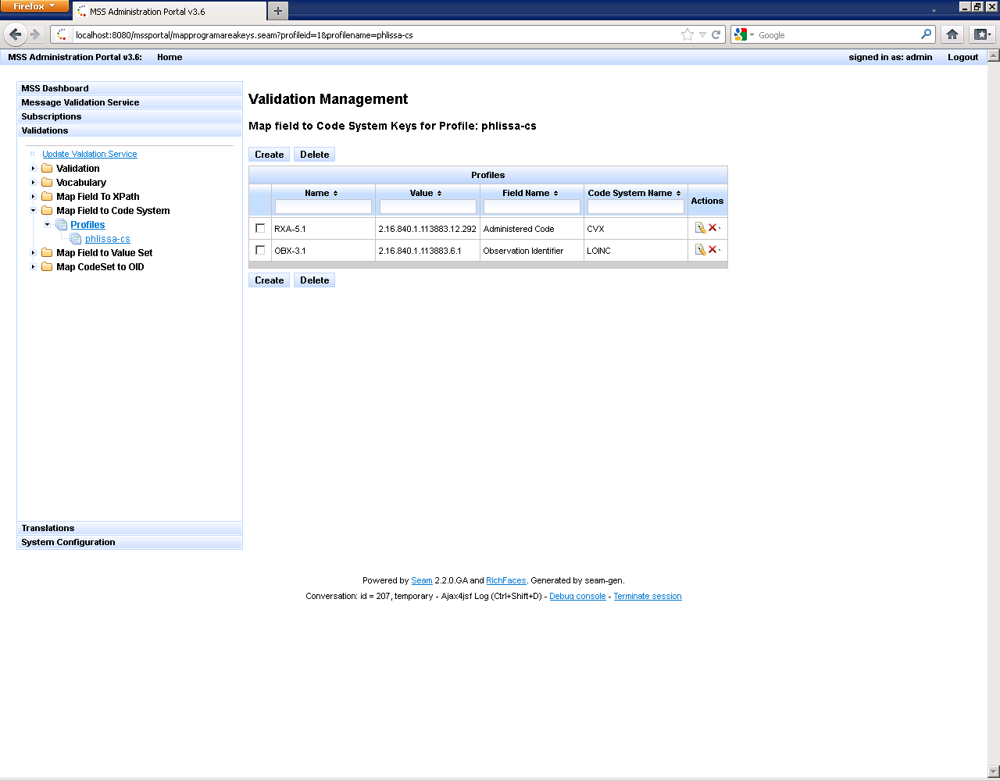 Firefox
MSS Administration Portal v3.6
localhost:8080/mssportal/mapprogramareakeys.seam?profileid=1&profilename=phlissa-cs
Google
MSS Administration Portal v3.6: Home signed in as: admin Logout
MSS Dashboard
Message Validation Service
Subscriptions
Validations
Update Valdation Service
Validation
Vocabulary
Map Field To XPath
Map Field to Code System
Profiles
phlissa-cs
Map Field to Value Set
Map CodeSet to OID
Translations
System Configuration
Validation Management
Map field to Code System Keys for Profile: phlissa-cs
Create Delete
Profiles
Name Value Field Name Code System Name Actions
RXA-5.1 2.16.840.1.113883.12.292 Administered Code CVX
OBX-3.1 2.16.840.1.113883.6.1 Observation Identifier LOINC
Create Delete
Powered by Seam 2.2.0.GA and RichFaces. Generated by seam-gen.
Conversation: id = 207, temporary - Ajax4jsf Log (Ctrl+Shift+D) - Debug console - Terminate session